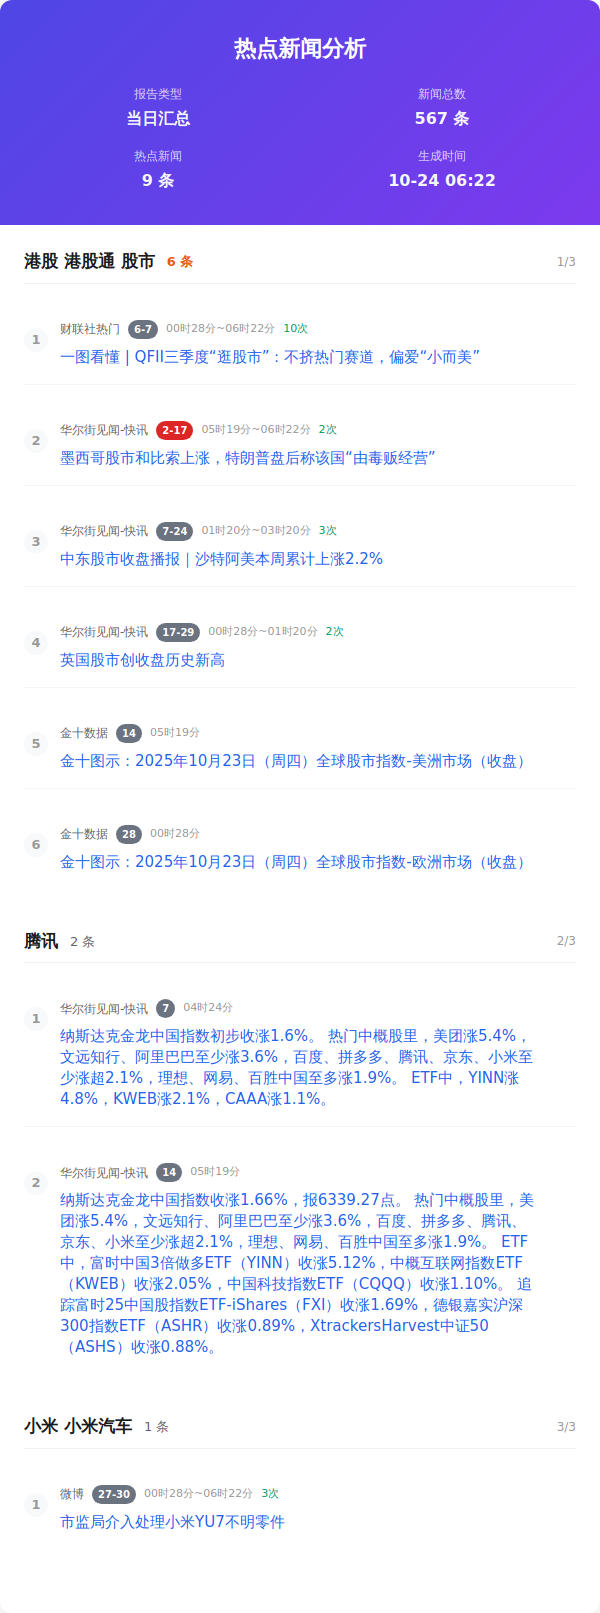 热点新闻分析
报告类型
当日汇总
新闻总数
567 条
热点新闻
9 条
生成时间
10-24 06:22
港股 港股通 股市 6 条 1/3
1
财联社热门 6-7 00时28分~06时22分 10次
一图看懂 | QFII三季度“逛股市”：不挤热门赛道，偏爱“小而美”
2
华尔街见闻-快讯 2-17 05时19分~06时22分 2次
墨西哥股市和比索上涨，特朗普盘后称该国“由毒贩经营”
3
华尔街见闻-快讯 7-24 01时20分~03时20分 3次
中东股市收盘播报｜沙特阿美本周累计上涨2.2%
4
华尔街见闻-快讯 17-29 00时28分~01时20分 2次
英国股市创收盘历史新高
5
金十数据 14 05时19分
金十图示：2025年10月23日（周四）全球股市指数-美洲市场（收盘）
6
金十数据 28 00时28分
金十图示：2025年10月23日（周四）全球股市指数-欧洲市场（收盘）
腾讯 2 条 2/3
1
华尔街见闻-快讯 7 04时24分
纳斯达克金龙中国指数初步收涨1.6%。 热门中概股里，美团涨5.4%，
文远知行、阿里巴巴至少涨3.6%，百度、拼多多、腾讯、京东、小米至
少涨超2.1%，理想、网易、百胜中国至多涨1.9%。 ETF中，YINN涨
4.8%，KWEB涨2.1%，CAAA涨1.1%。
2
华尔街见闻-快讯 14 05时19分
纳斯达克金龙中国指数收涨1.66%，报6339.27点。 热门中概股里，美
团涨5.4%，文远知行、阿里巴巴至少涨3.6%，百度、拼多多、腾讯、
京东、小米至少涨超2.1%，理想、网易、百胜中国至多涨1.9%。 ETF
中，富时中国3倍做多ETF（YINN）收涨5.12%，中概互联网指数ETF
（KWEB）收涨2.05%，中国科技指数ETF（CQQQ）收涨1.10%。 追
踪富时25中国股指数ETF-iShares（FXI）收涨1.69%，德银嘉实沪深
300指数ETF（ASHR）收涨0.89%，XtrackersHarvest中证50
（ASHS）收涨0.88%。
小米 小米汽车 1 条 3/3
1
微博 27-30 00时28分~06时22分 3次
市监局介入处理小米YU7不明零件